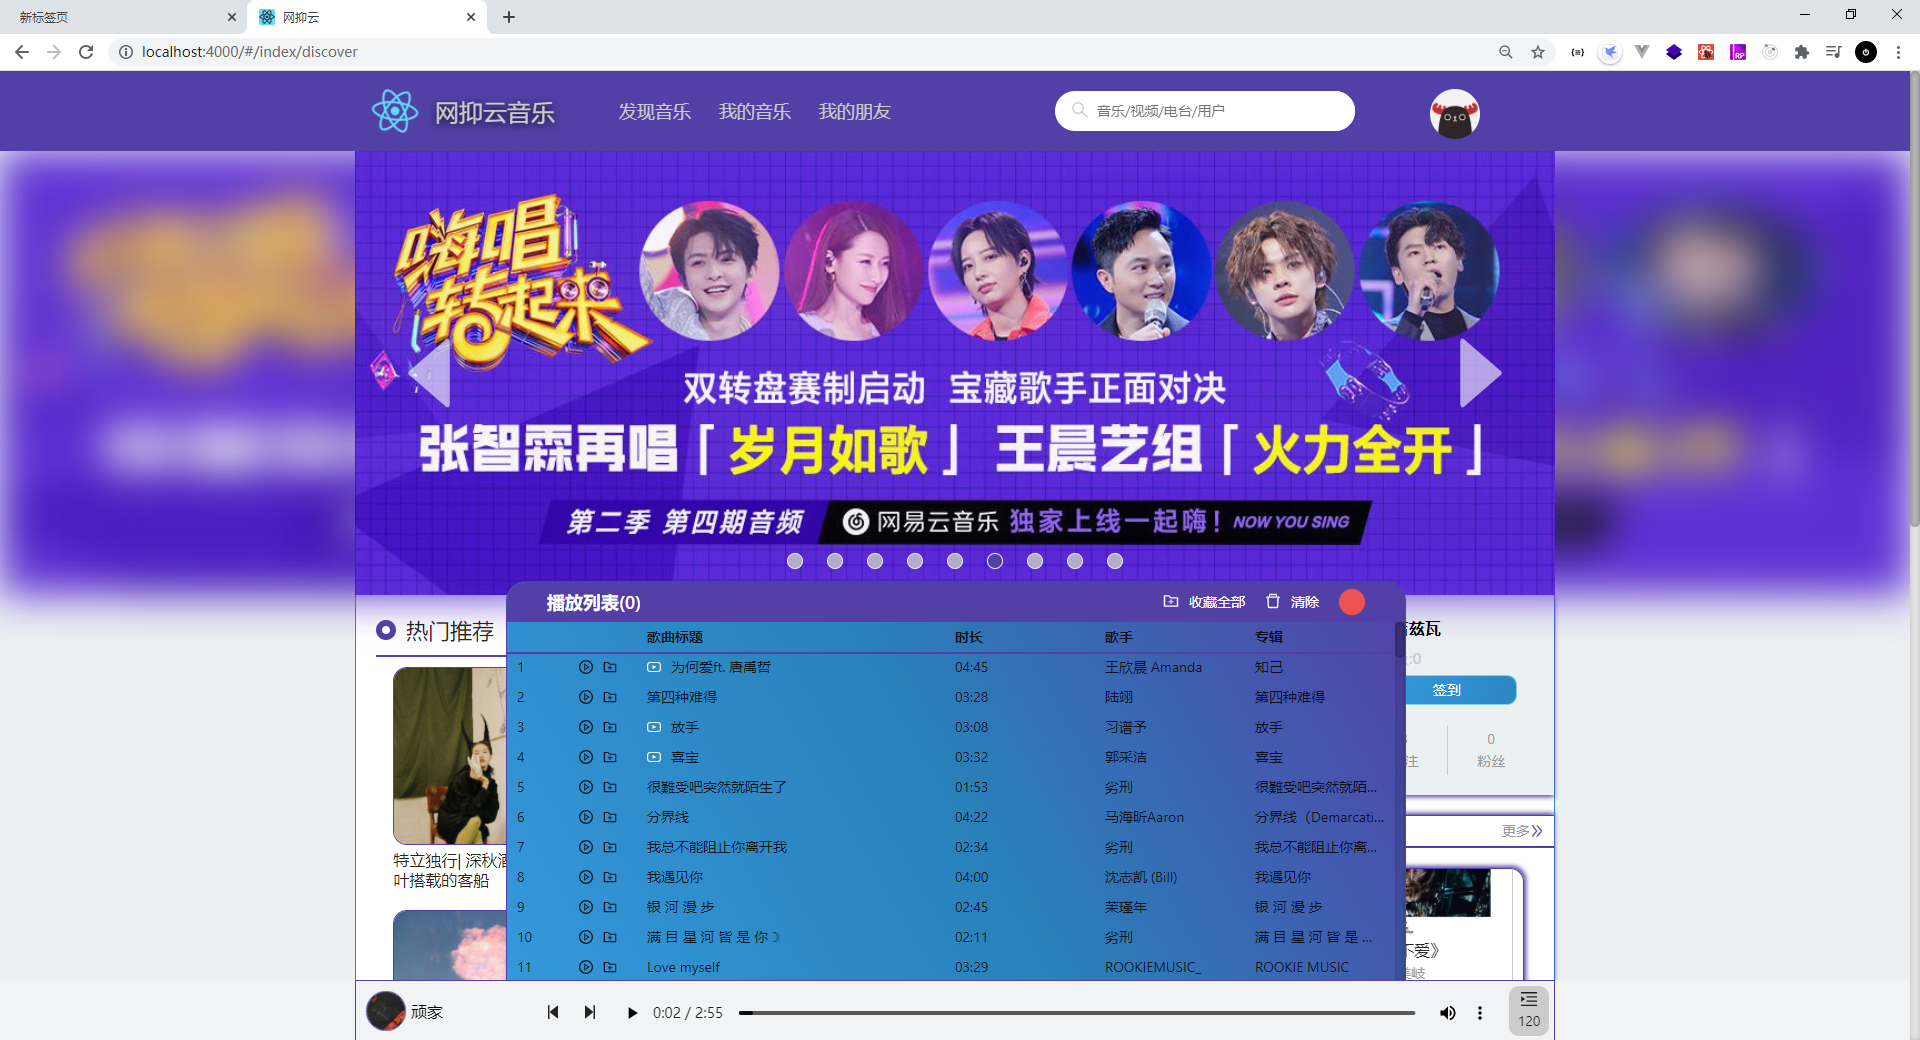 新标签页
网抑云
localhost:4000/#/index/discover
网抑云音乐
发现音乐 我的音乐 我的朋友
音乐/视频/电台/用户
嗨唱转起来
双转盘赛制启动 宝藏歌手正面对决
张智霖再唱「岁月如歌」王晨艺组「火力全开」
第二季 第四期音频 网易云音乐 独家上线一起嗨! NOW YOU SING
热门推荐
特立独行| 深秋酒
叶搭载的客船
播放列表(0) 收藏全部 清除
歌曲标题 时长 歌手 专辑
1 为何爱ft. 唐禹哲 04:45 王欣晨 Amanda 知己
2 第四种难得 03:28 陆翊 第四种难得
3 放手 03:08 习谱予 放手
4 喜宝 03:32 郭采洁 喜宝
5 很難受吧突然就陌生了 01:53 劣刑 很難受吧突然就陌...
6 分界线 04:22 马海昕Aaron 分界线（Demarcati...
7 我总不能阻止你离开我 02:34 劣刑 我总不能阻止你离...
8 我遇见你 04:00 沈志凯 (Bill) 我遇见你
9 银 河 漫 步 02:45 茉瑾年 银 河 漫 步
10 满 目 星 河 皆 是 你☽ 02:11 劣刑 满 目 星 河 皆 是 ...
11 Love myself 03:29 ROOKIEMUSIC_ ROOKIE MUSIC
兹瓦
:0
签到
0
注 粉丝
更多
不爱》
美岐
顽家
0:02 / 2:55
120